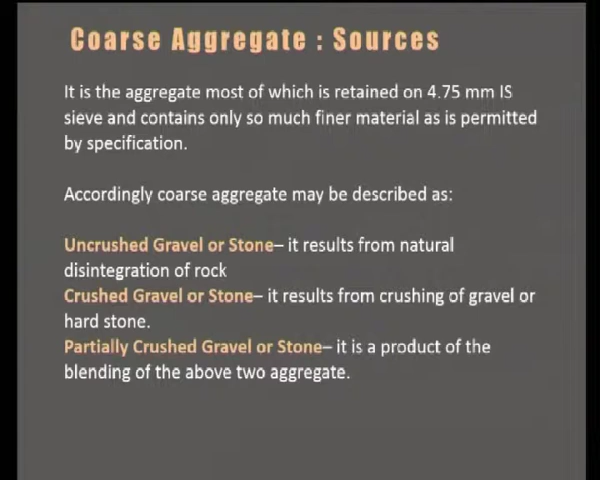 Coarse Aggregate : Sources
It is the aggregate most of which is retained on 4.75 mm IS
sieve and contains only so much finer material as is permitted
by specification.
Accordingly coarse aggregate may be described as:
Uncrushed Gravel or Stone– it results from natural
disintegration of rock
Crushed Gravel or Stone– it results from crushing of gravel or
hard stone.
Partially Crushed Gravel or Stone– it is a product of the
blending of the above two aggregate.